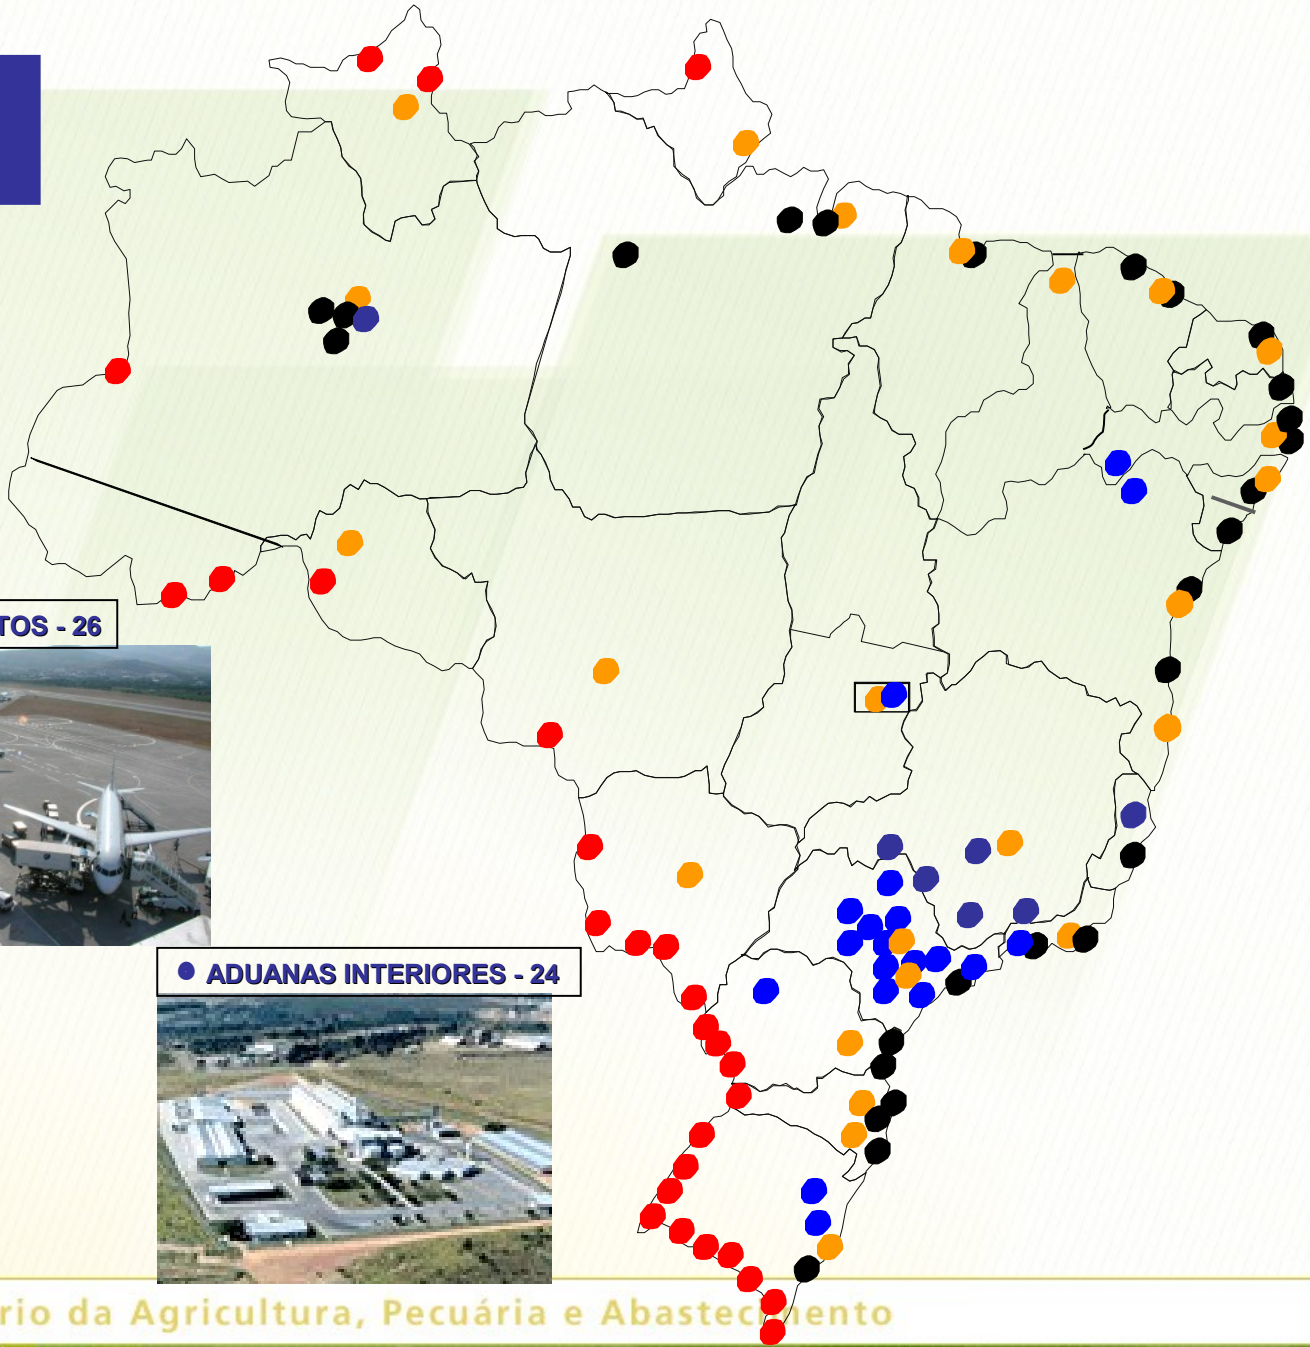 TOS - 26
ADUANAS INTERIORES - 24
rio da Agricultura, Pecuária e Abastecimento